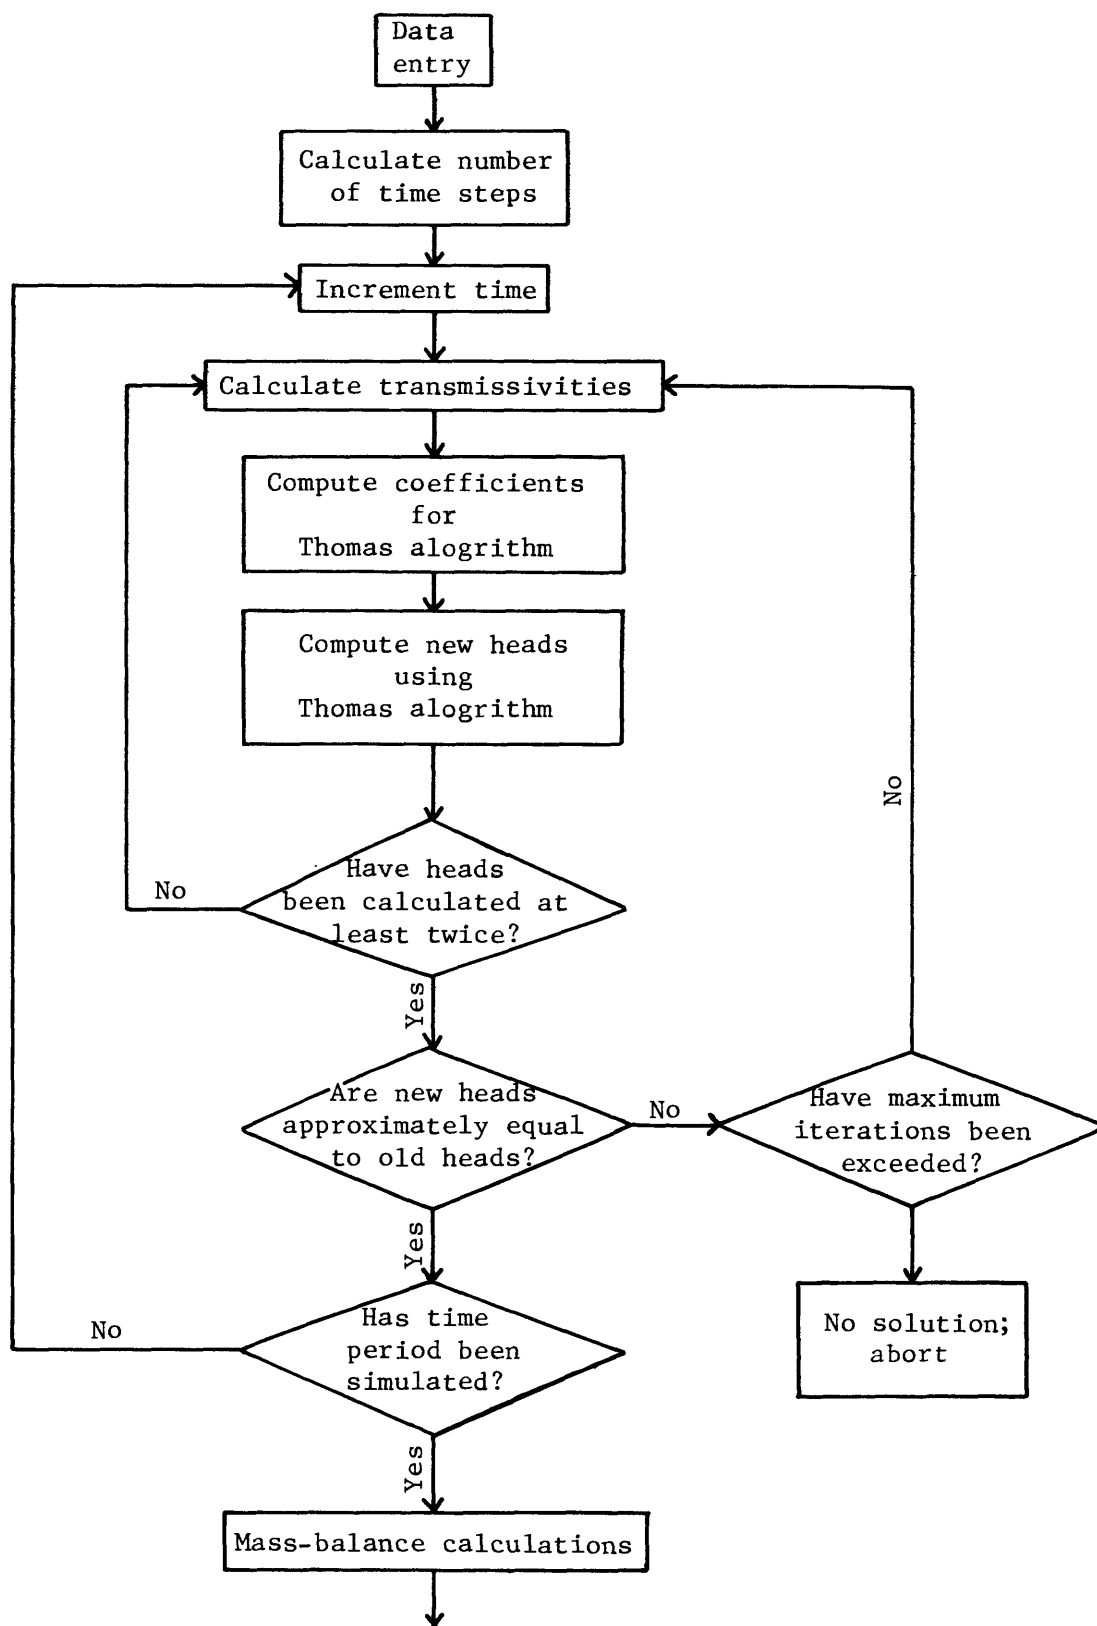 Data
entry
Calculate number
of time steps
Increment time
Calculate transmissivities
Compute coefficients
for
Thomas alogrithm
Compute new heads
using
Thomas alogrithm
Have heads
been calculated at
least twice?
No
Yes
Are new heads
approximately equal
to old heads?
No
Have maximum
iterations been
exceeded?
No
No solution;
abort
Yes
Has time
period been
simulated?
No
Yes
Mass-balance calculations